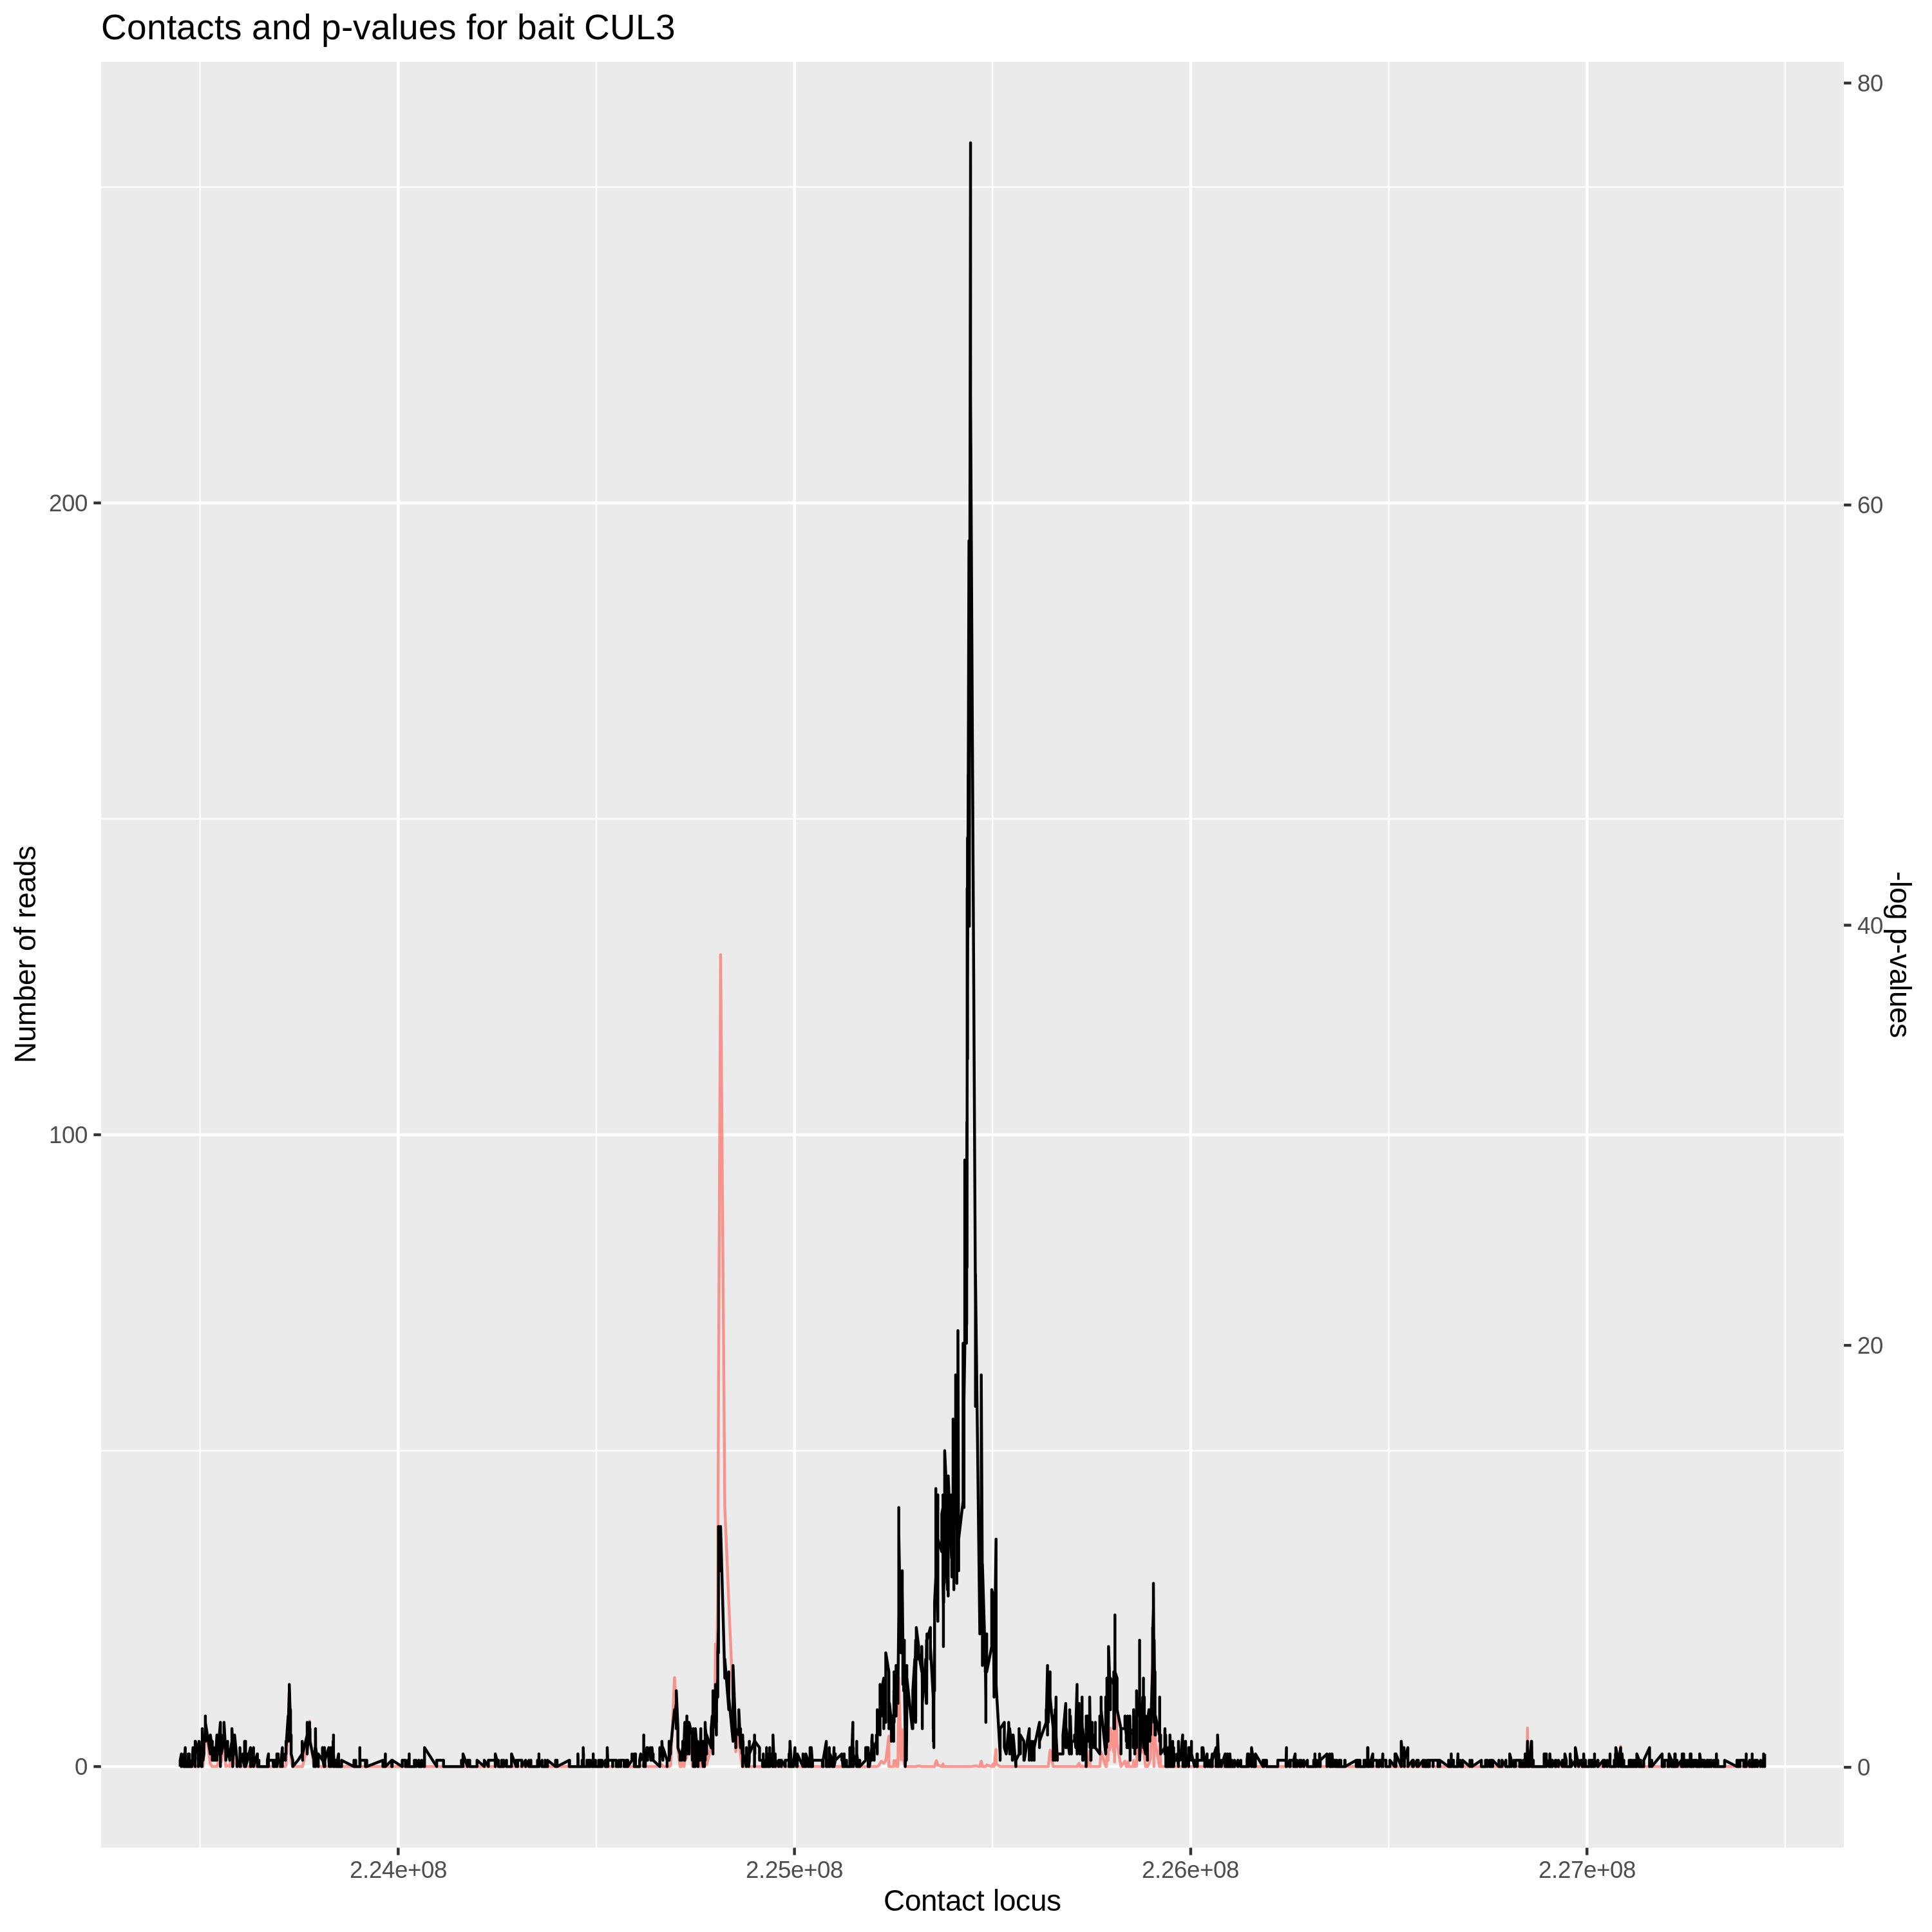 Contacts and p-values for bait CUL3
80
200
60
40
100
20
0
0
Number of reads
-log p-values
2.24e+08
2.25e+08
2.26e+08
2.27e+08
Contact locus